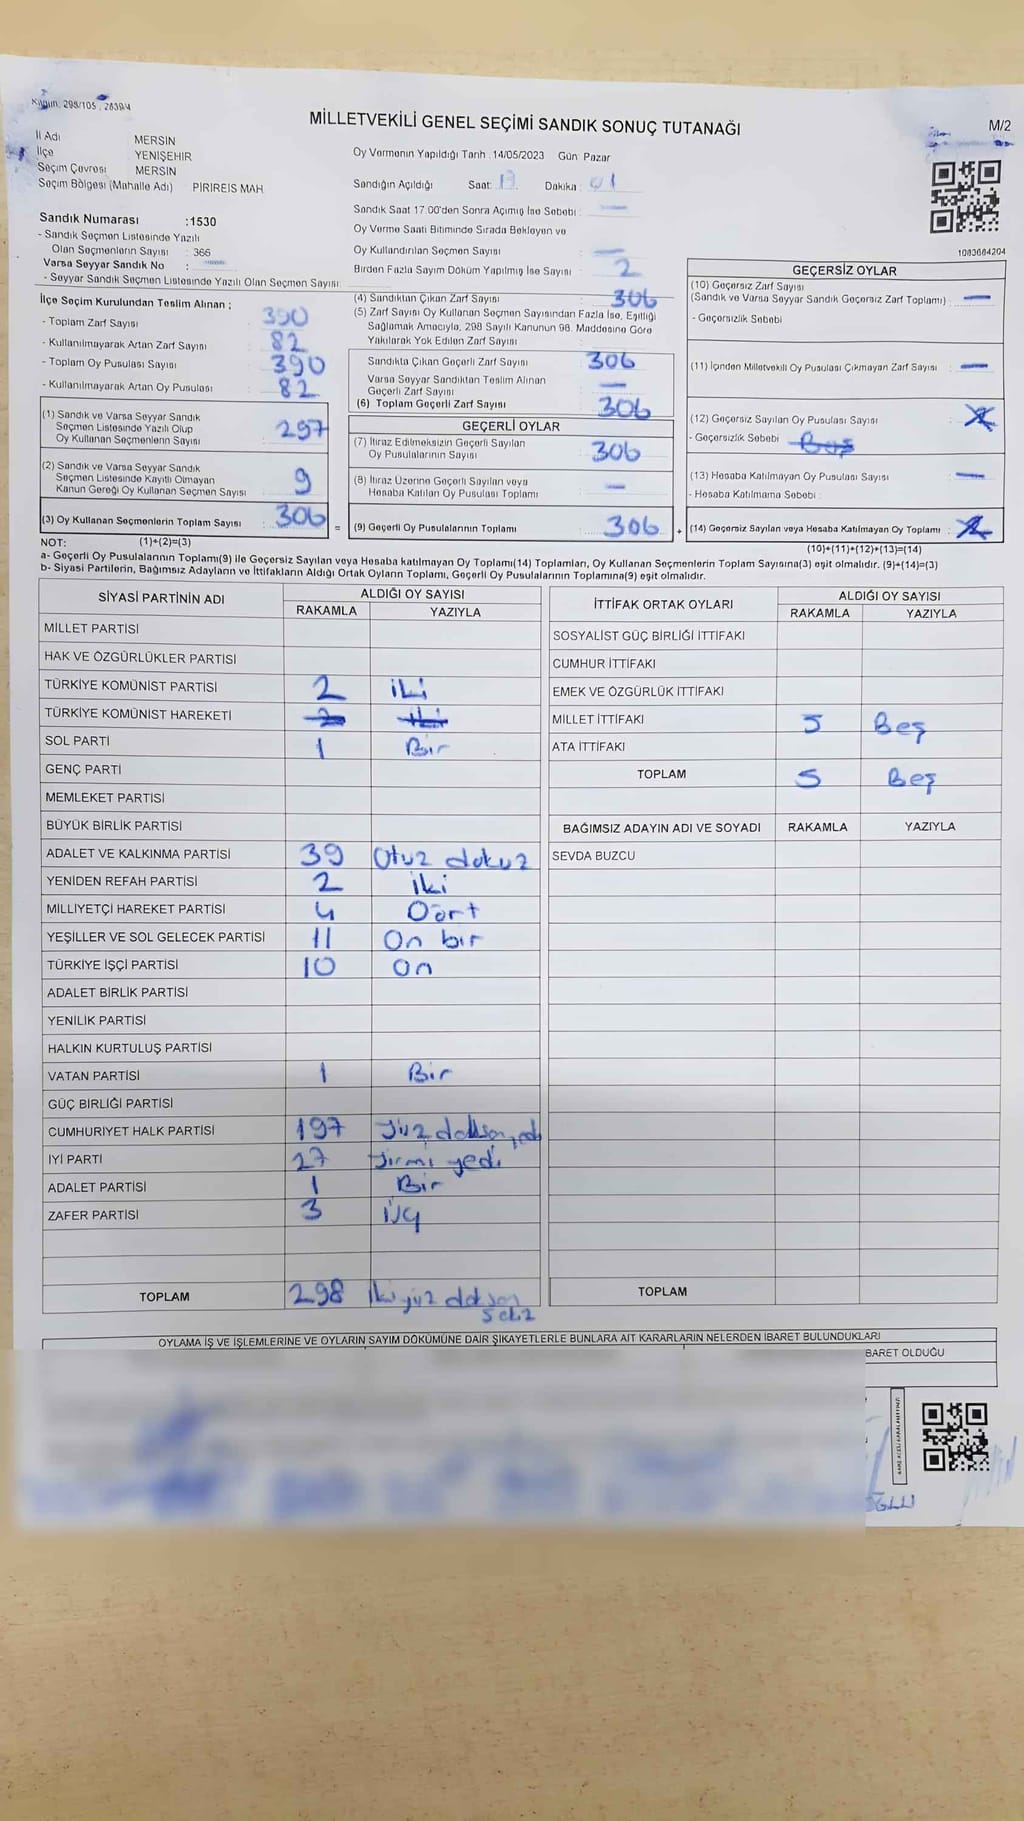 Kanun: 298/105, 2839/4
MİLLETVEKİLİ GENEL SEÇİMİ SANDIK SONUÇ TUTANAĞI
M/2
İl Adı MERSİN
İlçe YENİŞEHİR
Seçim Çevresi MERSİN
Seçim Bölgesi (Mahalle Adı) PİRİREİS MAH
Oy Vermenin Yapıldığı Tarih :14/05/2023 Gün Pazar
Sandığın Açıldığı Saat: 17 Dakika : 01
Sandık Saat 17.00'den Sonra Açılmış İse Sebebi : —
Oy Verme Saati Bitiminde Sırada Bekleyen ve
Oy Kullandırılan Seçmen Sayısı : —
Birden Fazla Sayım Döküm Yapılmış İse Sayısı : 2
1083684204
Sandık Numarası :1530
- Sandık Seçmen Listesinde Yazılı
Olan Seçmenlerin Sayısı : 366
Varsa Seyyar Sandık No : —
- Seyyar Sandık Seçmen Listesinde Yazılı Olan Seçmen Sayısı:
İlçe Seçim Kurulundan Teslim Alınan ;
- Toplam Zarf Sayısı : 390
- Kullanılmayarak Artan Zarf Sayısı : 82
- Toplam Oy Pusulası Sayısı : 390
- Kullanılmayarak Artan Oy Pusulası : 82
(1) Sandık ve Varsa Seyyar Sandık
Seçmen Listesinde Yazılı Olup
Oy Kullanan Seçmenlerin Sayısı : 297
(2) Sandık ve Varsa Seyyar Sandık
Seçmen Listesinde Kayıtlı Olmayan
Kanun Gereği Oy Kullanan Seçmen Sayısı : 9
(3) Oy Kullanan Seçmenlerin Toplam Sayısı : 306
(4) Sandıktan Çıkan Zarf Sayısı : 306
(5) Zarf Sayısı Oy Kullanan Seçmen Sayısından Fazla İse, Eşitliği
Sağlamak Amacıyla, 298 Sayılı Kanunun 98. Maddesine Göre
Yakılarak Yok Edilen Zarf Sayısı :
Sandıkta Çıkan Geçerli Zarf Sayısı : 306
Varsa Seyyar Sandıktan Teslim Alınan
Geçerli Zarf Sayısı : —
(6) Toplam Geçerli Zarf Sayısı : 306
GEÇERLİ OYLAR
(7) İtiraz Edilmeksizin Geçerli Sayılan
Oy Pusulalarının Sayısı : 306
(8) İtiraz Üzerine Geçerli Sayılan veya
Hesaba Katılan Oy Pusulası Toplamı : —
= (9) Geçerli Oy Pusulalarının Toplamı : 306 +
GEÇERSİZ OYLAR
(10) Geçersiz Zarf Sayısı
(Sandık ve Varsa Seyyar Sandık Geçersiz Zarf Toplamı) : —
- Geçersizlik Sebebi
(11) İçinden Milletvekili Oy Pusulası Çıkmayan Zarf Sayısı : —
(12) Geçersiz Sayılan Oy Pusulası Sayısı :
- Geçersizlik Sebebi : Boş
(13) Hesaba Katılmayan Oy Pusulası Sayısı : —
- Hesaba Katılmama Sebebi :
(14) Geçersiz Sayılan veya Hesaba Katılmayan Oy Toplamı :
NOT: (1)+(2)=(3)
(10)+(11)+(12)+(13)=(14)
a- Geçerli Oy Pusulalarının Toplamı(9) ile Geçersiz Sayılan veya Hesaba katılmayan Oy Toplamı(14) Toplamları, Oy Kullanan Seçmenlerin Toplam Sayısına(3) eşit olmalıdır. (9)+(14)=(3)
b- Siyasi Partilerin, Bağımsız Adayların ve İttifakların Aldığı Ortak Oyların Toplamı, Geçerli Oy Pusulalarının Toplamına(9) eşit olmalıdır.
SİYASİ PARTİNİN ADI ALDIĞI OY SAYISI
RAKAMLA YAZIYLA
MİLLET PARTİSİ
HAK VE ÖZGÜRLÜKLER PARTİSİ
TÜRKİYE KOMÜNİST PARTİSİ 2 iki
TÜRKİYE KOMÜNİST HAREKETİ 2 iki
SOL PARTİ 1 Bir
GENÇ PARTİ
MEMLEKET PARTİSİ
BÜYÜK BİRLİK PARTİSİ
ADALET VE KALKINMA PARTİSİ 39 Otuz dokuz
YENİDEN REFAH PARTİSİ 2 iki
MİLLİYETÇİ HAREKET PARTİSİ 4 Dört
YEŞİLLER VE SOL GELECEK PARTİSİ 11 On bir
TÜRKİYE İŞÇİ PARTİSİ 10 On
ADALET BİRLİK PARTİSİ
YENİLİK PARTİSİ
HALKIN KURTULUŞ PARTİSİ
VATAN PARTİSİ 1 Bir
GÜÇ BİRLİĞİ PARTİSİ
CUMHURİYET HALK PARTİSİ 197 Yüz doksan yedi
İYİ PARTİ 27 Yirmi yedi
ADALET PARTİSİ 1 Bir
ZAFER PARTİSİ 3 Üç
TOPLAM 298 İki yüz doksan
sekiz
İTTİFAK ORTAK OYLARI ALDIĞI OY SAYISI
RAKAMLA YAZIYLA
SOSYALİST GÜÇ BİRLİĞİ İTTİFAKI
CUMHUR İTTİFAKI
EMEK VE ÖZGÜRLÜK İTTİFAKI
MİLLET İTTİFAKI 5 Beş
ATA İTTİFAKI
TOPLAM 5 Beş
BAĞIMSIZ ADAYIN ADI VE SOYADI RAKAMLA YAZIYLA
SEVDA BUZCU
TOPLAM
OYLAMA İŞ VE İŞLEMLERİNE VE OYLARIN SAYIM DÖKÜMÜNE DAİR ŞİKAYETLERLE BUNLARA AİT KARARLARIN NELERDEN İBARET BULUNDUKLARI
BARET OLDUĞU